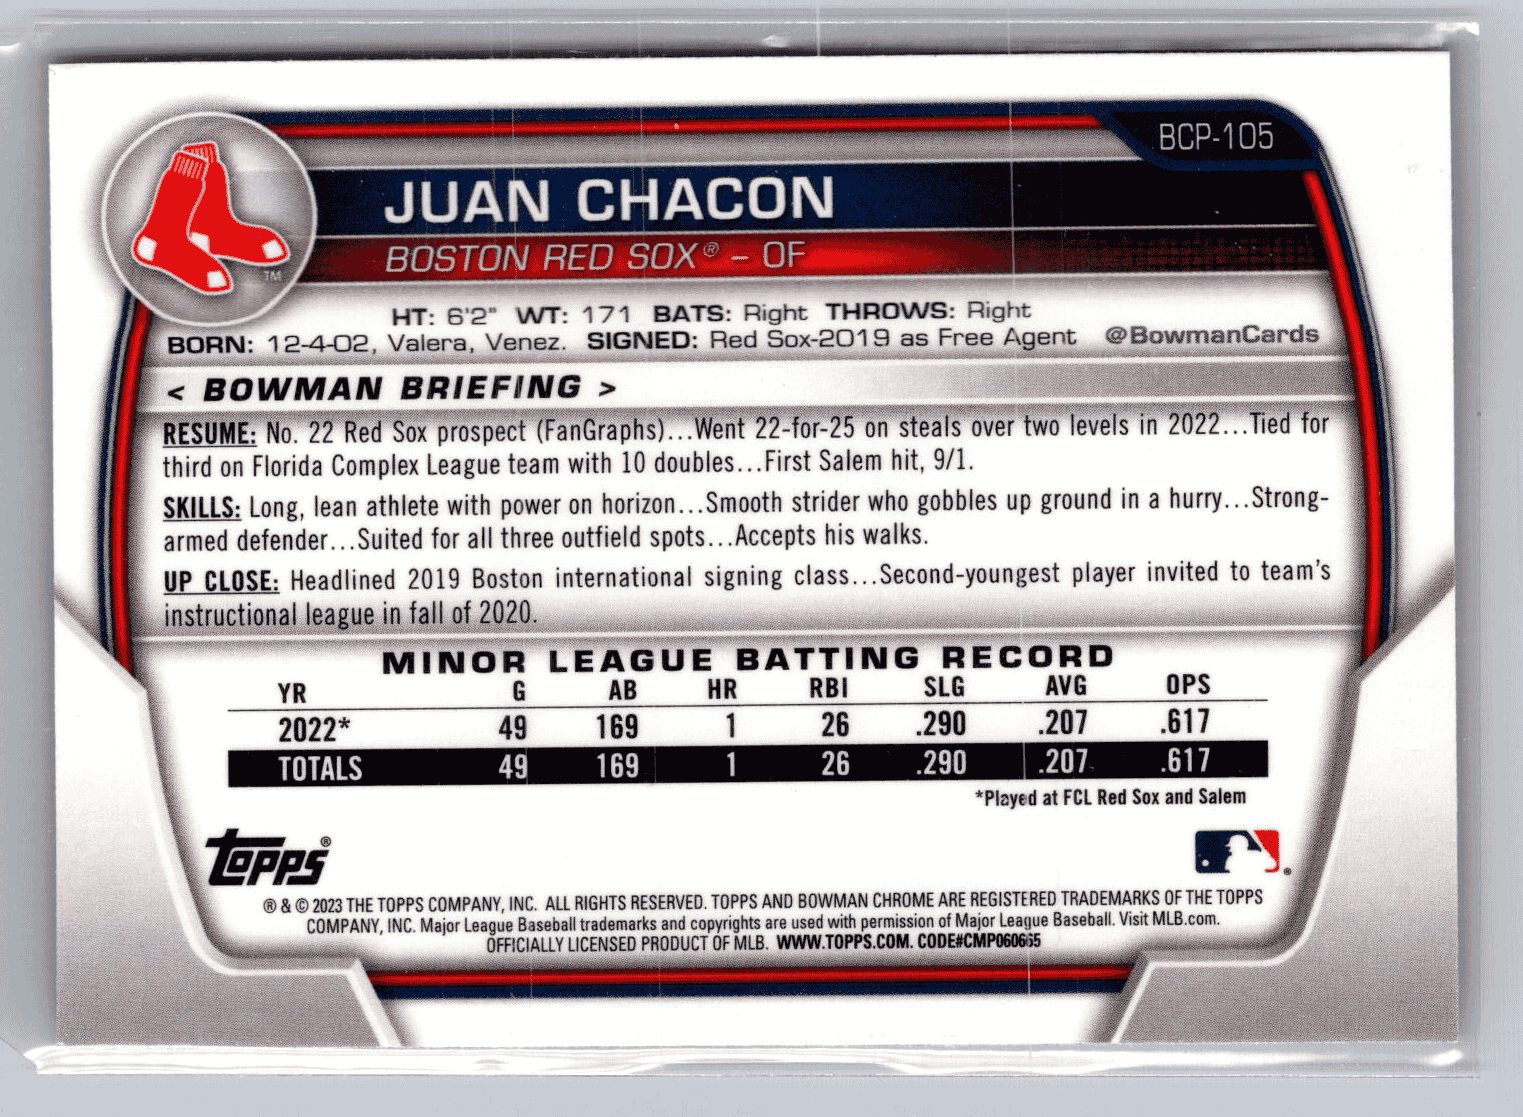 BCP-105
JUAN CHACON
BOSTON RED SOX® – OF
TM
HT: 6'2" WT: 171 BATS: Right THROWS: Right
BORN: 12-4-02, Valera, Venez. SIGNED: Red Sox-2019 as Free Agent @BowmanCards
< BOWMAN BRIEFING >
RESUME: No. 22 Red Sox prospect (FanGraphs)...Went 22-for-25 on steals over two levels in 2022...Tied for
third on Florida Complex League team with 10 doubles...First Salem hit, 9/1.
SKILLS: Long, lean athlete with power on horizon...Smooth strider who gobbles up ground in a hurry...Strong-
armed defender...Suited for all three outfield spots...Accepts his walks.
UP CLOSE: Headlined 2019 Boston international signing class...Second-youngest player invited to team's
instructional league in fall of 2020.
MINOR LEAGUE BATTING RECORD
YR G AB HR RBI SLG AVG OPS
2022* 49 169 1 26 .290 .207 .617
TOTALS 49 169 1 26 .290 .207 .617
*Played at FCL Red Sox and Salem
Topps®
®
® & © 2023 THE TOPPS COMPANY, INC. ALL RIGHTS RESERVED. TOPPS AND BOWMAN CHROME ARE REGISTERED TRADEMARKS OF THE TOPPS
COMPANY, INC. Major League Baseball trademarks and copyrights are used with permission of Major League Baseball. Visit MLB.com.
OFFICIALLY LICENSED PRODUCT OF MLB. WWW.TOPPS.COM. CODE#CMP060665